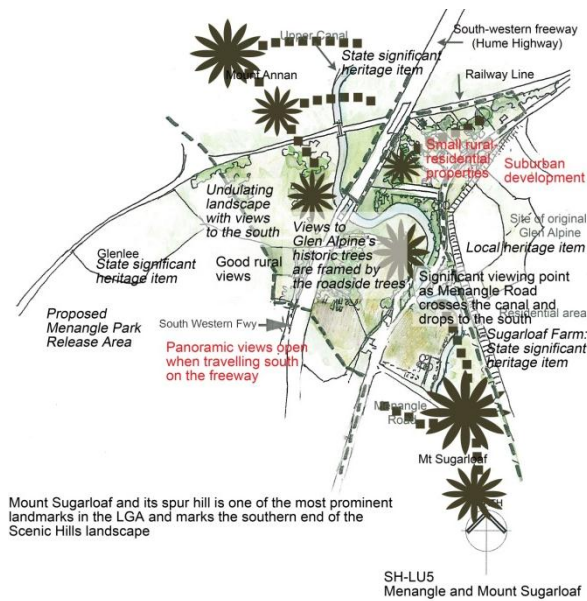 South-western freeway
(Hume Highway)
Upper Canal
State significant
heritage item
Mount Annan
Railway Line
Small rural-
residential
properties
Suburban
development
Undulating
landscape
with views
to the south
Views to
Glen Alpine's
historic trees
are framed by
the roadside trees
Site of original
Glen Alpine
Local heritage item
Glenlee
State significant
heritage item
Good rural
views
Significant viewing point
as Menangle Road
crosses the canal and
drops to the south
Residential area
Proposed
Menangle Park
Release Area
South Western Fwy
Panoramic views open
when travelling south
on the freeway
Sugarloaf Farm:
State significant
heritage item
Menangle
Road
Mt Sugarloaf
Mount Sugarloaf and its spur hill is one of the most prominent
landmarks in the LGA and marks the southern end of the
Scenic Hills landscape
SH-LU5
Menangle and Mount Sugarloaf